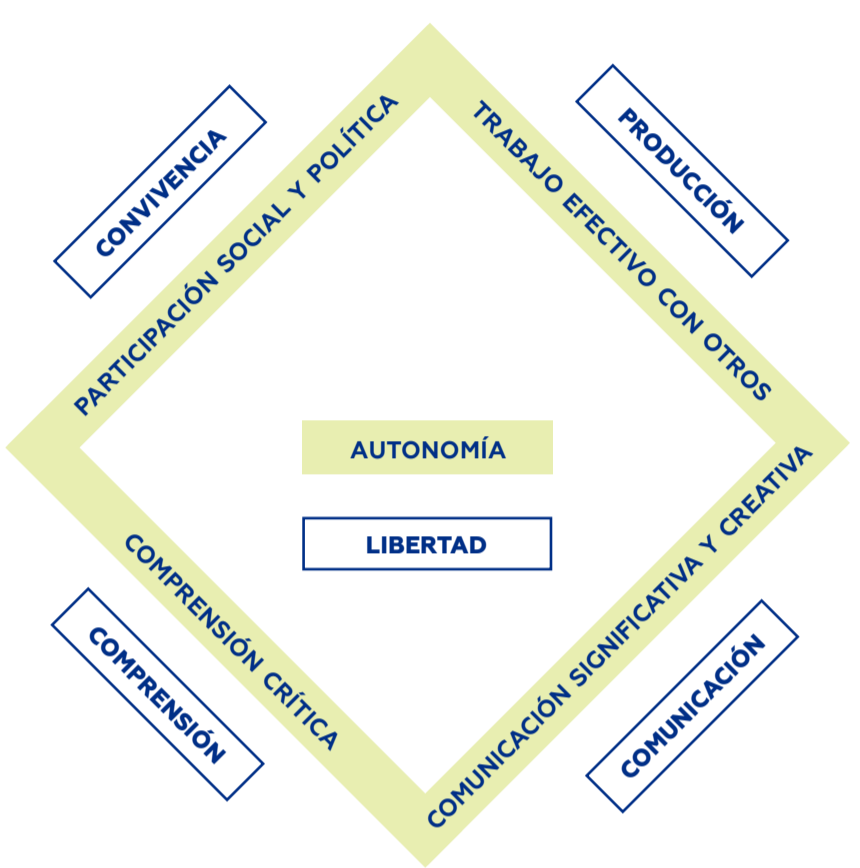 CONVIVENCIA
PARTICIPACIÓN SOCIAL Y POLÍTICA
TRABAJO EFECTIVO CON OTROS
PRODUCCIÓN
AUTONOMÍA
LIBERTAD
COMPRENSIÓN
COMPRENSIÓN CRÍTICA
COMUNICACIÓN SIGNIFICATIVA Y CREATIVA
COMUNICACIÓN